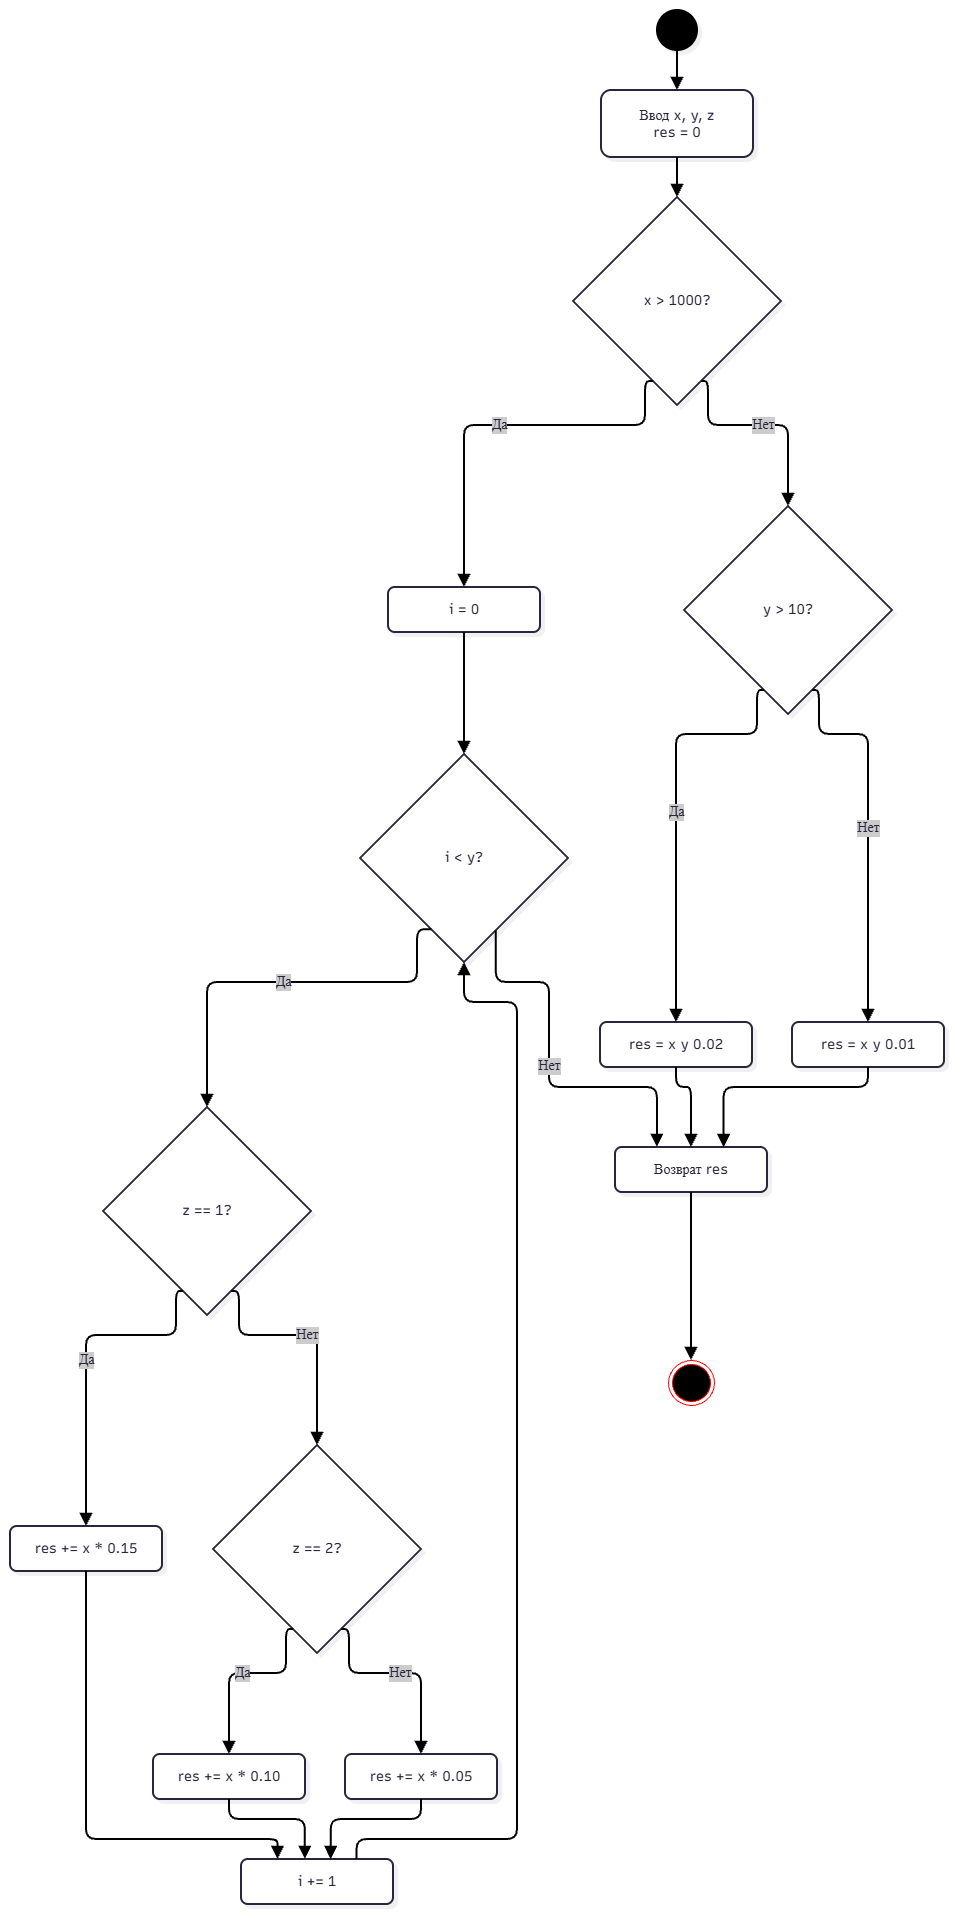 Ввод x, y, z
res = 0
x > 1000?
Да
Нет
i = 0
y > 10?
Да
Нет
i < y?
Да
Нет
res = x y 0.02
res = x y 0.01
Возврат res
z == 1?
Да
Нет
res += x * 0.15
z == 2?
Да
Нет
res += x * 0.10
res += x * 0.05
i += 1